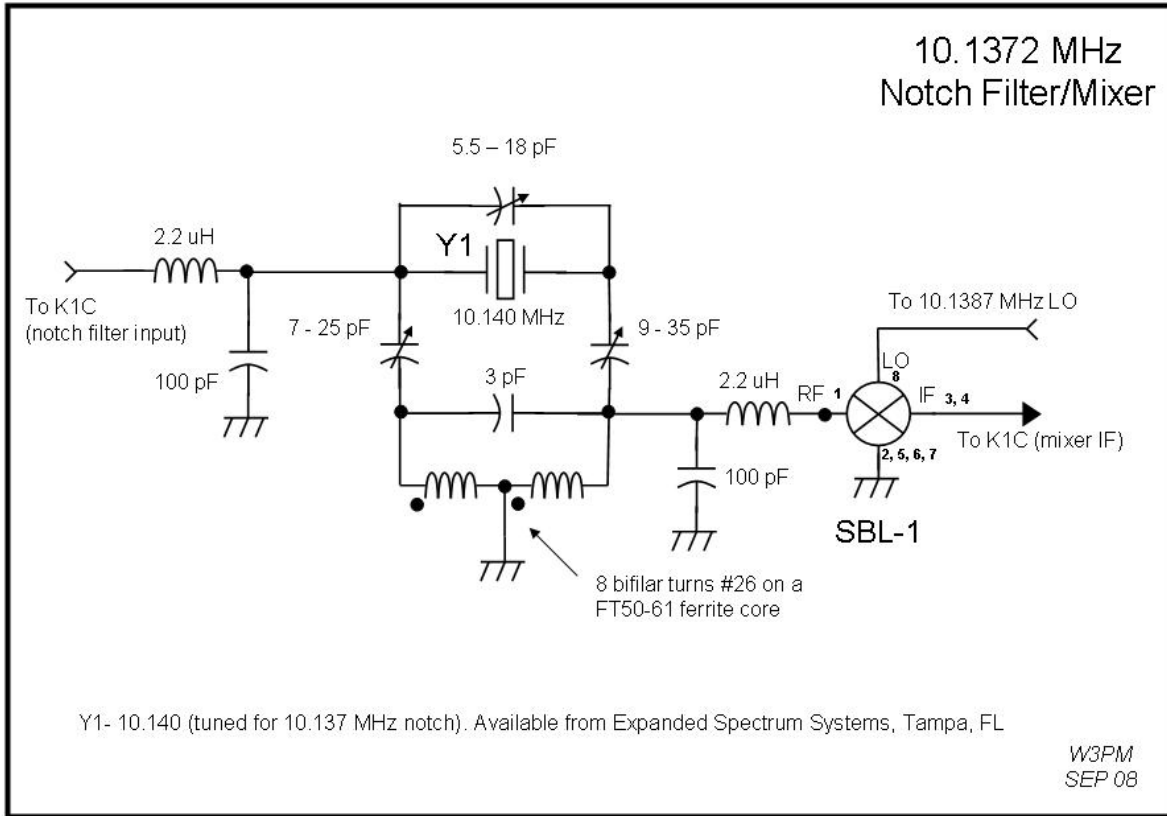 10.1372 MHz
Notch Filter/Mixer
5.5 – 18 pF
2.2 uH
Y1
To K1C
(notch filter input)
10.140 MHz
To 10.1387 MHz LO
7 - 25 pF
9 - 35 pF
100 pF
3 pF
2.2 uH
LO
8
RF 1
IF 3, 4
To K1C (mixer IF)
2, 5, 6, 7
100 pF
SBL-1
8 bifilar turns #26 on a
FT50-61 ferrite core
Y1- 10.140 (tuned for 10.137 MHz notch). Available from Expanded Spectrum Systems, Tampa, FL
W3PM
SEP 08